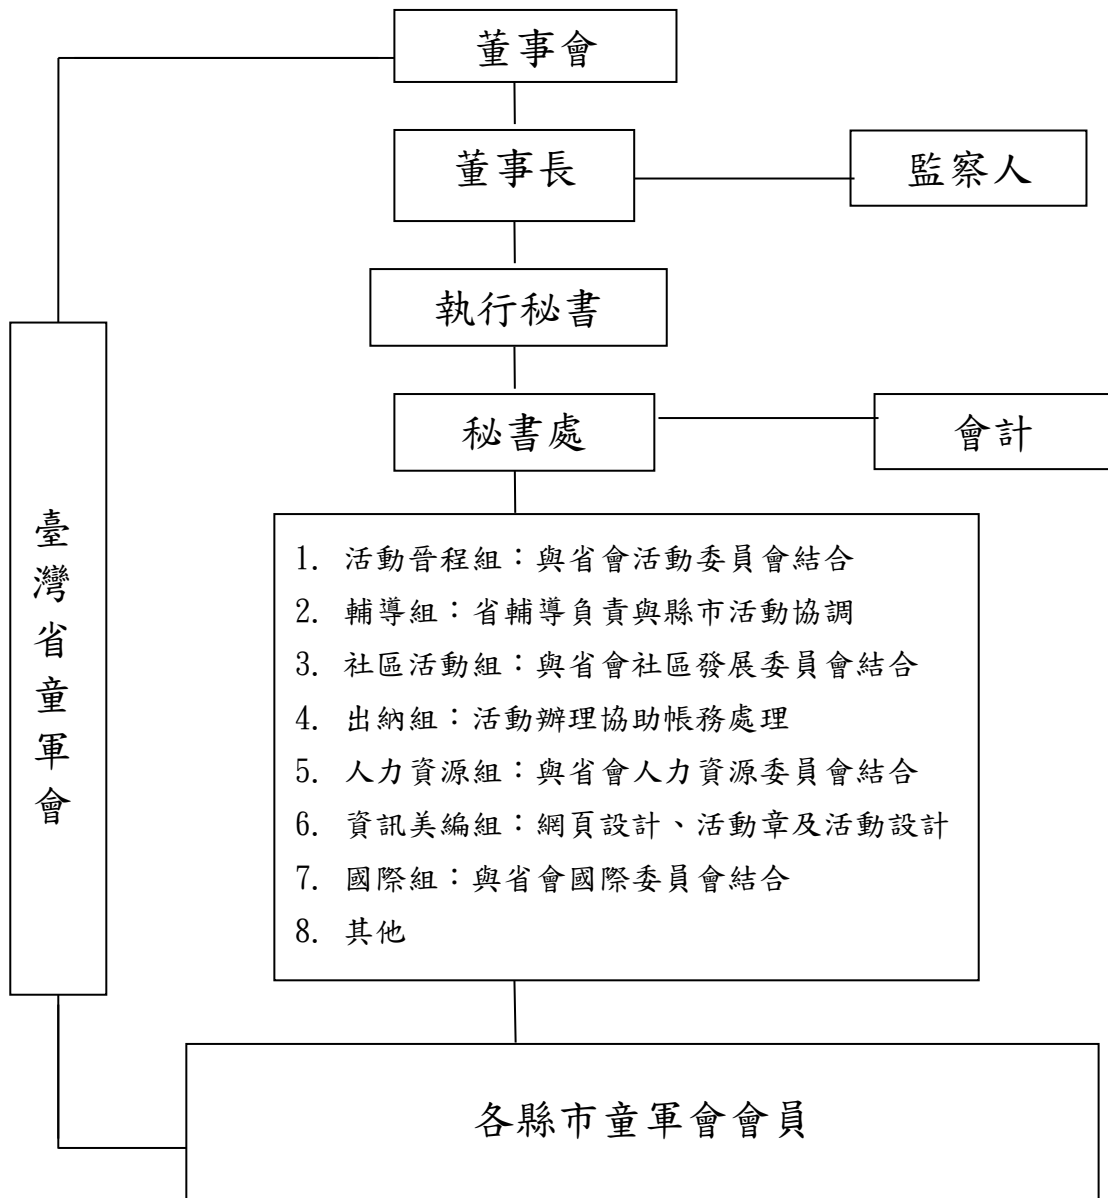 董事會
董事長
監察人
執行秘書
秘書處
會計
臺灣省童軍會
1. 活動晉程組：與省會活動委員會結合
2. 輔導組：省輔導負責與縣市活動協調
3. 社區活動組：與省會社區發展委員會結合
4. 出納組：活動辦理協助帳務處理
5. 人力資源組：與省會人力資源委員會結合
6. 資訊美編組：網頁設計、活動章及活動設計
7. 國際組：與省會國際委員會結合
8. 其他
各縣市童軍會會員